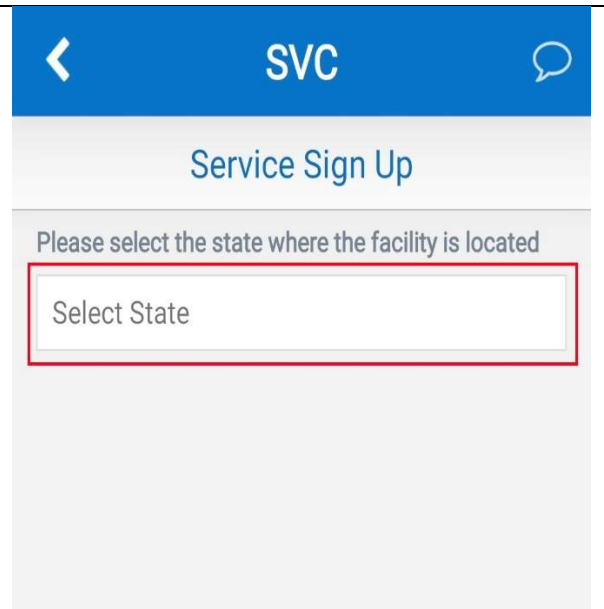 SVC
Service Sign Up
Please select the state where the facility is located
Select State